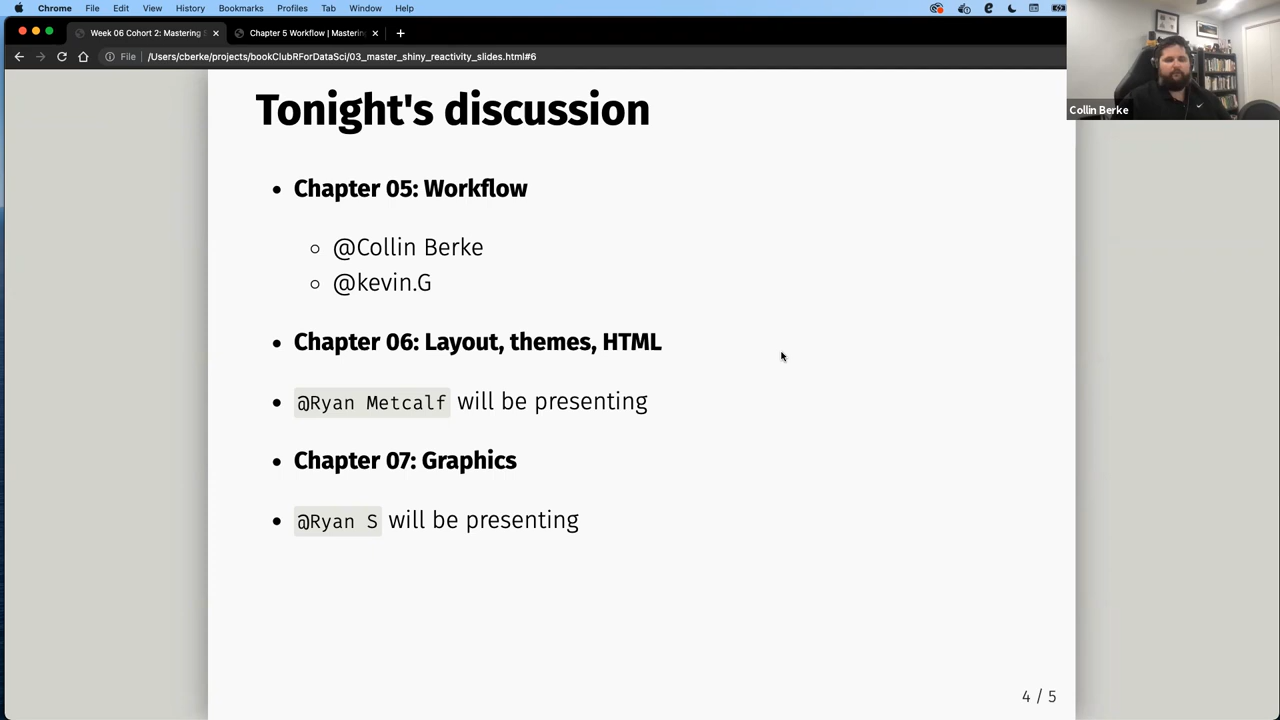 Chrome File Edit View History Bookmarks Profiles Tab Window Help
Week 06 Cohort 2: Mastering S
Chapter 5 Workflow | Mastering
File /Users/cberke/projects/bookClubRForDataSci/03_master_shiny_reactivity_slides.html#6
Collin Berke
Tonight's discussion
• Chapter 05: Workflow
◦ @Collin Berke
◦ @kevin.G
• Chapter 06: Layout, themes, HTML
• @Ryan Metcalf will be presenting
• Chapter 07: Graphics
• @Ryan S will be presenting
4 / 5